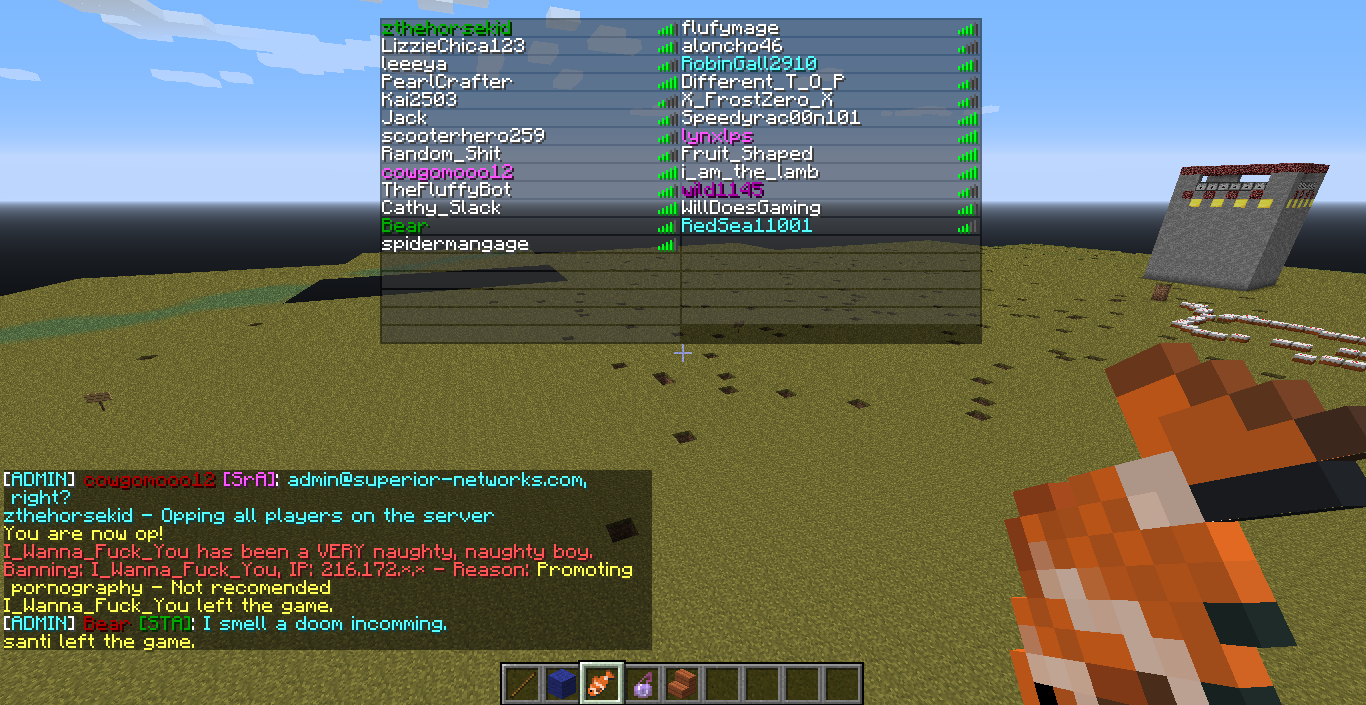 zthehorsekid
LizzieChica123
leeeya
PearlCrafter
Kai2503
Jack
scooterhero259
Random_Shit
cowgomooo12
TheFluffyBot
Cathy_Slack
Bear
spidermangage
flufymage
aloncho46
RobinGall2910
Different_T_O_P
X_FrostZero_X
Speedyrac00n101
lynxlps
Fruit_Shaped
i_am_the_lamb
wild1145
WillDoesGaming
RedSea11001
[ADMIN] cowgomooo12 [SrA]: admin@superior-networks.com,
right?
zthehorsekid - Opping all players on the server
You are now op!
I_Wanna_Fuck_You has been a VERY naughty, naughty boy.
Banning: I_Wanna_Fuck_You, IP: 216.172.*.* - Reason: Promoting
pornography - Not recomended
I_Wanna_Fuck_You left the game.
[ADMIN] Bear [STA]: I smell a doom incomming.
santi left the game.